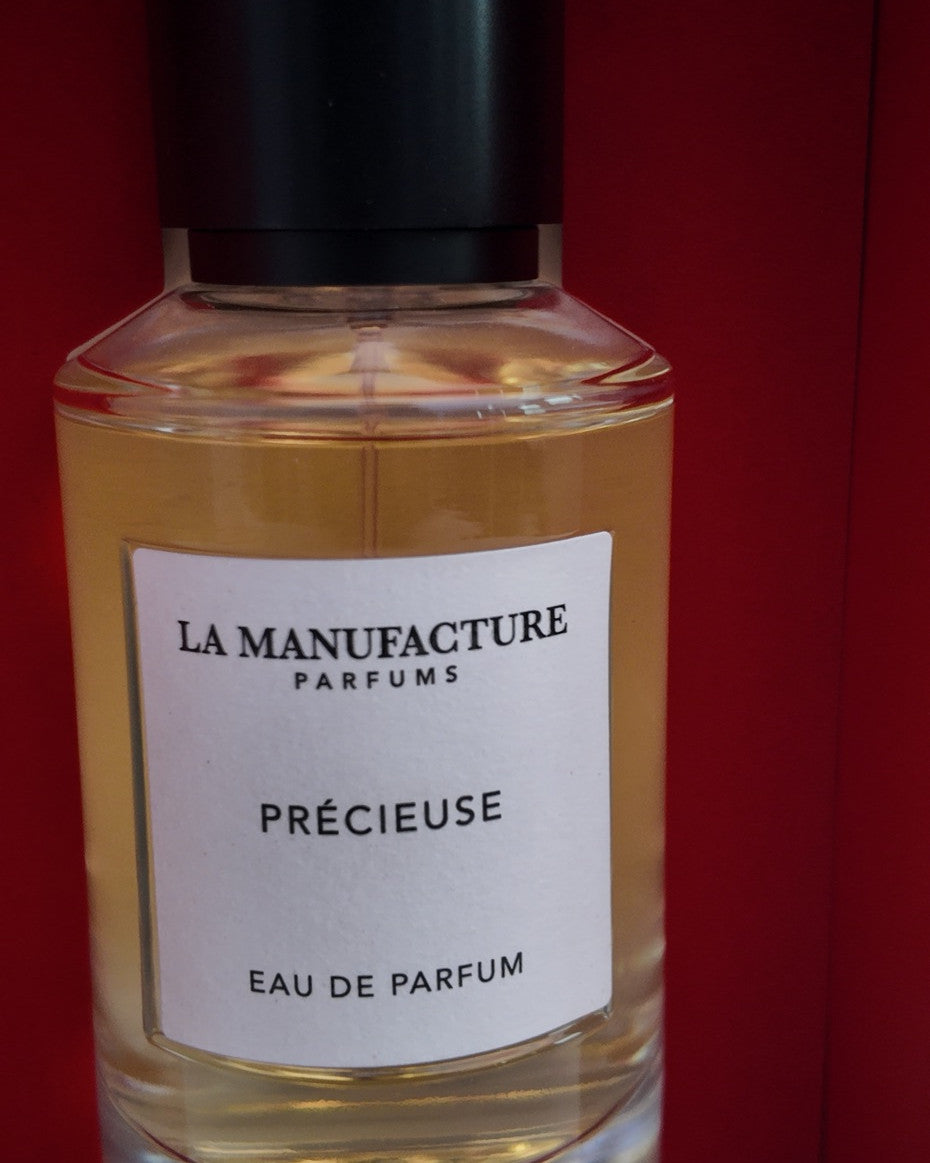 LA MANUFACTURE
PARFUMS
PRÉCIEUSE
EAU DE PARFUM